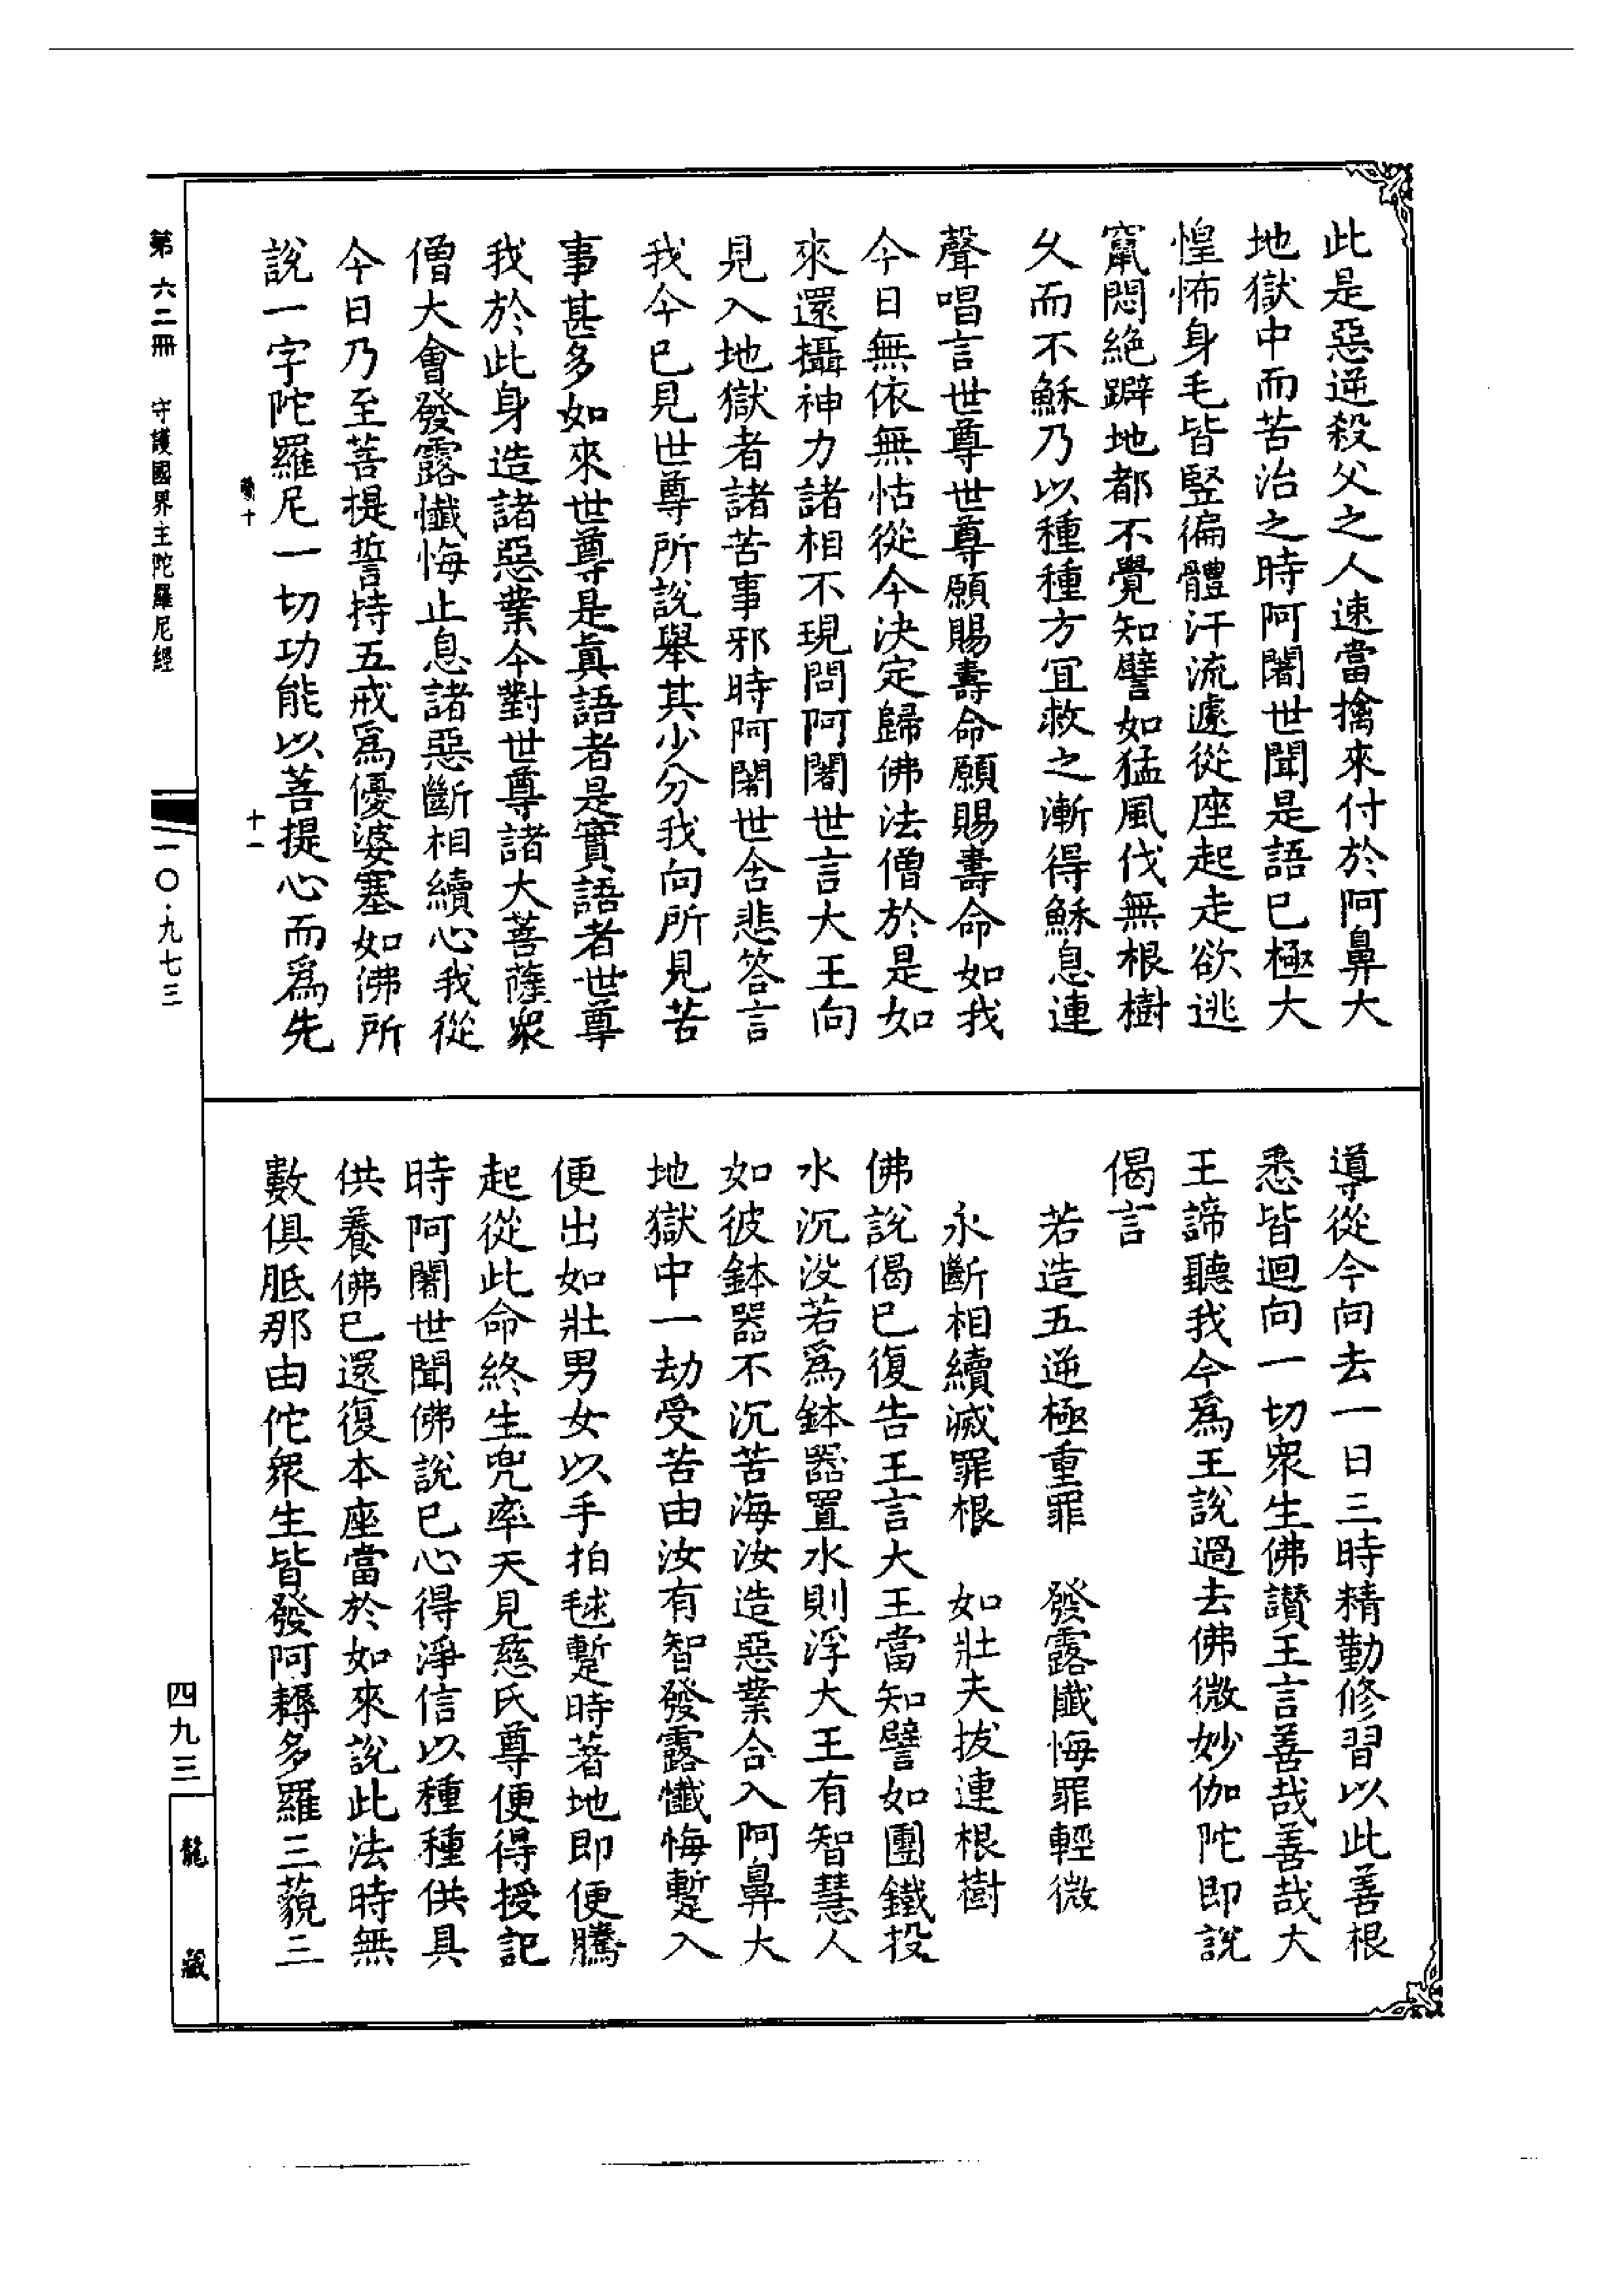 此是惡逆殺父之人速當擒來付於阿鼻大
地獄中而苦治之時阿闍世聞是語已極大
惶怖身毛皆竪徧體汗流遽從座起走欲逃
竄悶絶躃地都不覺知譬如猛風伐無根樹
久而不穌乃以種種方宜救之漸得穌息連
聲唱言世尊世尊願賜壽命願賜壽命如我
今日無依無怙從今決定歸佛法僧於是如
來還攝神力諸相不現問阿闍世言大王向
見入地獄者諸苦事邪時阿闍世含悲答言
我今已見世尊所說舉其少分我向所見苦
事甚多如來世尊是眞語者是實語者世尊
我於此身造諸惡業今對世尊諸大菩薩衆
僧大會發露懺悔止息諸惡斷相續心我從
今日乃至菩提誓持五戒爲優婆塞如佛所
說一字陀羅尼一切功能以菩提心而爲先
十一
導從今向去一日三時精勤修習以此善根
悉皆迴向一切衆生佛讃王言善哉善哉大
王諦聽我今爲王說過去佛微妙伽陀即說
偈言
若造五逆極重罪　發露懺悔罪輕微
永斷相續滅罪根　如壯夫拔連根樹
佛說偈已復告王言大王當知譬如團鐵投
水沉没若爲鉢器置水則浮大王有智慧人
如彼鉢器不沉苦海汝造惡業合入阿鼻大
地獄中一劫受苦由汝有智發露懺悔蹔入
便出如壯男女以手拍毬蹔時著地即便騰
起從此命終生兜率天見慈氏尊便得授記
時阿闍世聞佛說已心得淨信以種種供具
供養佛已還復本座當於如來說此法時無
數俱胝那由佗衆生皆發阿耨多羅三藐三
第六二冊　守護國界主陀羅尼經
一〇·九七三
四九三
龍藏